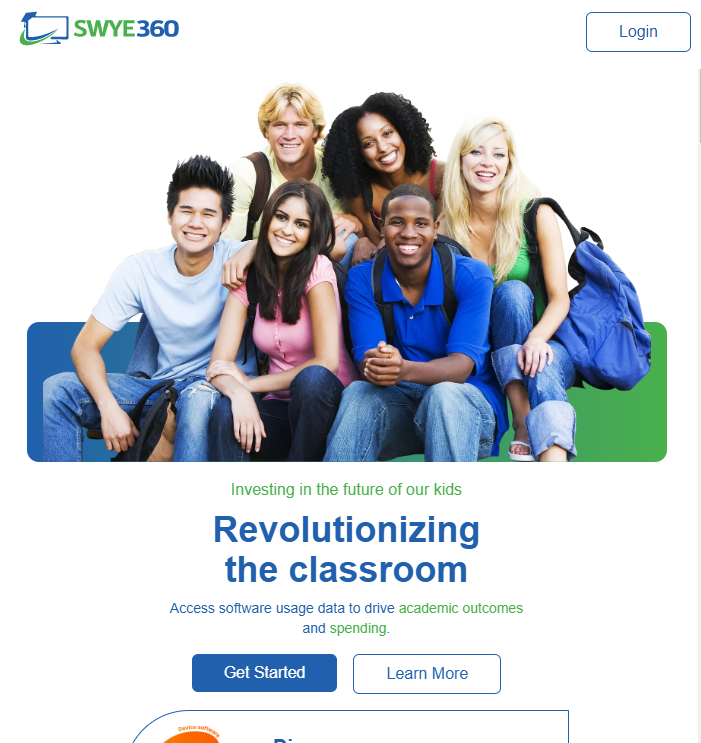 SWYE360
Login
Investing in the future of our kids
Revolutionizing
the classroom
Access software usage data to drive academic outcomes
and spending.
Get Started
Learn More
Device software